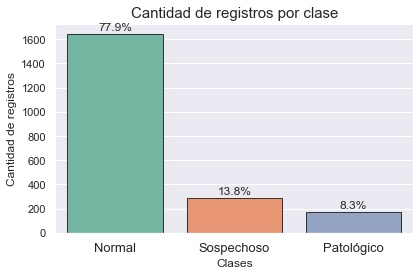 Cantidad de registros por clase
Cantidad de registros
1600
1400
1200
1000
800
600
400
200
0
77.9%
13.8%
8.3%
Normal
Sospechoso
Patológico
Clases